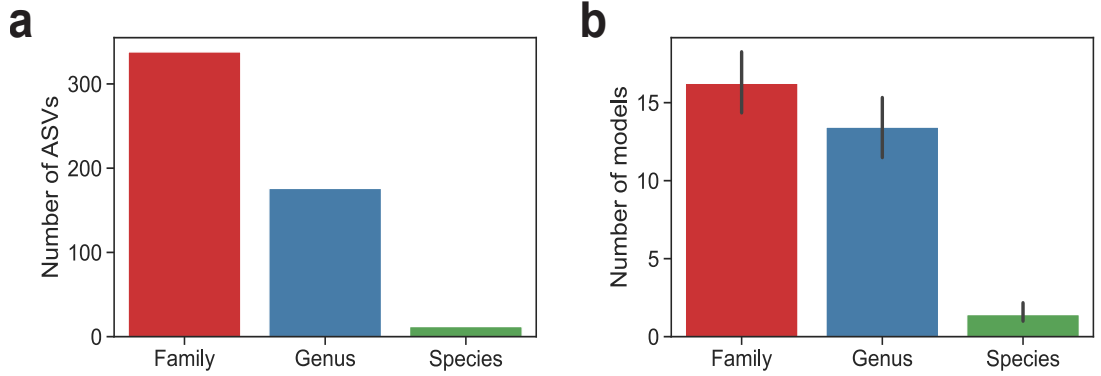 a
Number of ASVs
300
200
100
0
Family Genus Species
b
Number of models
15
10
5
0
Family Genus Species